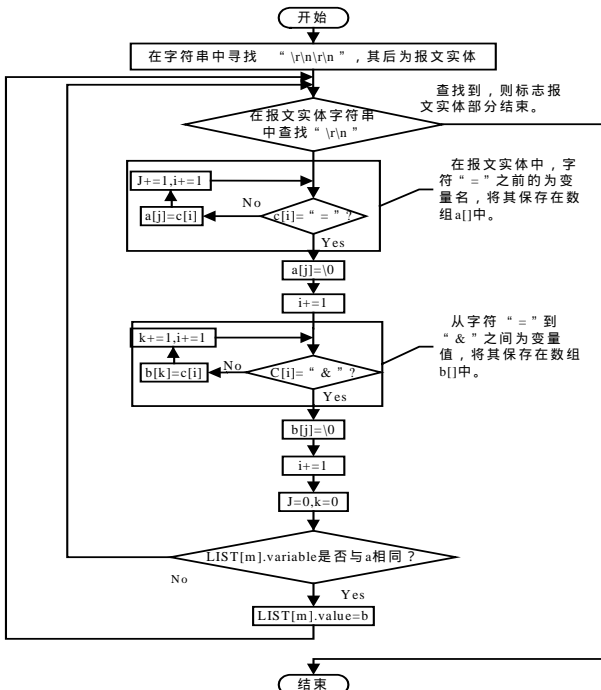 开始
在字符串中寻找 “\r\n\r\n”，其后为报文实体
查找到，则标志报
文实体部分结束。
在报文实体字符串
中查找“\r\n”
J+=1,i+=1
No
a[j]=c[i]
c[i]=“=”?
Yes
在报文实体中，字
符“=”之前的为变
量名，将其保存在数
组a[]中。
a[j]=\0
i+=1
k+=1,i+=1
No
b[k]=c[i]
C[i]=“&”?
Yes
从字符“=”到
“&”之间为变量
值，将其保存在数组
b[]中。
b[j]=\0
i+=1
J=0,k=0
LIST[m].variable是否与a相同？
No
Yes
LIST[m].value=b
结束